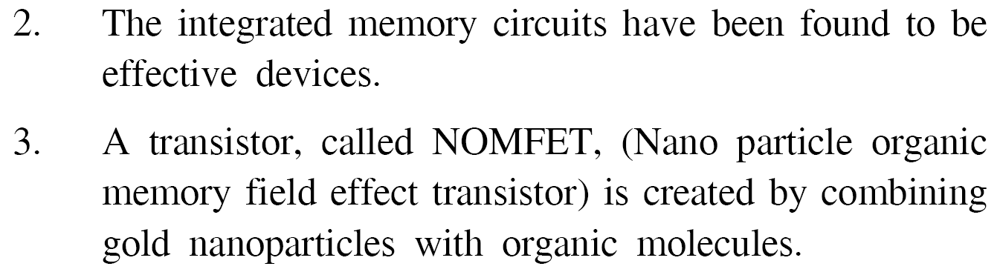 2. The integrated memory circuits have been found to be
effective devices.
3. A transistor, called NOMFET, (Nano particle organic
memory field effect transistor) is created by combining
gold nanoparticles with organic molecules.